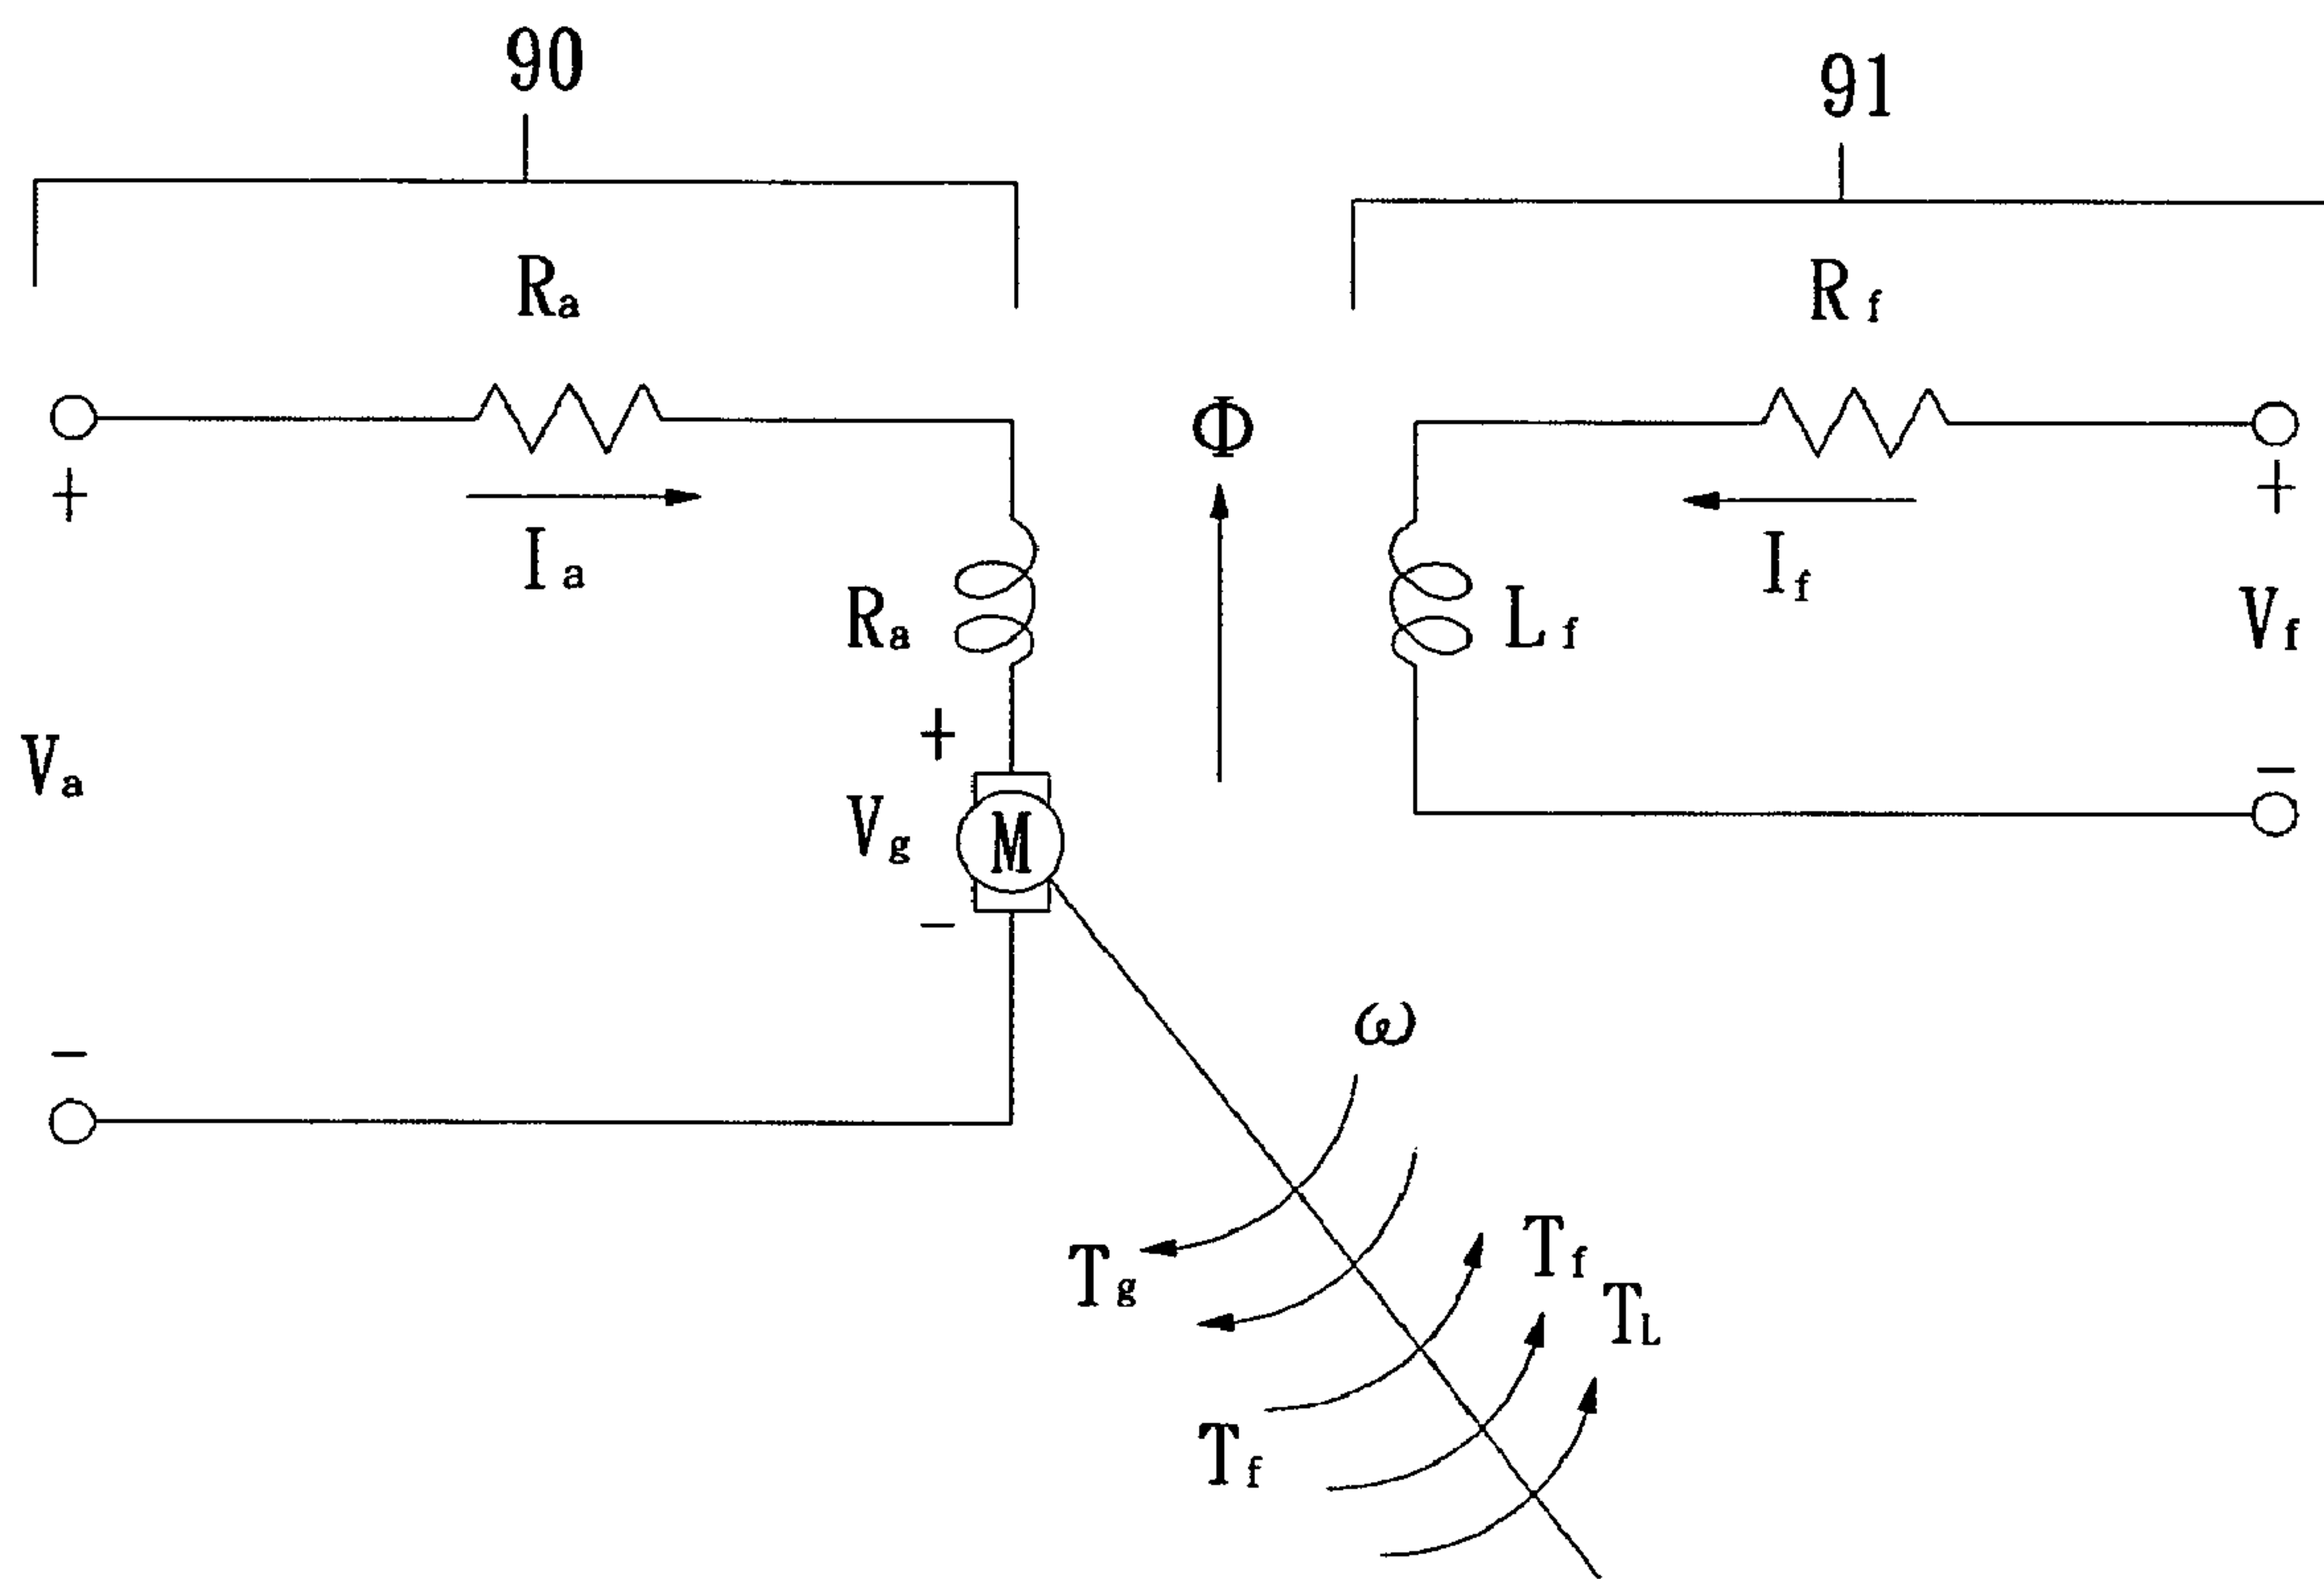 90
91
Ra
Rf
Φ
+
+
Ia
If
Ra
Lf
Vf
+
Va
Vg
M
−
−
ω
−
Tg
Tf
TL
Tf